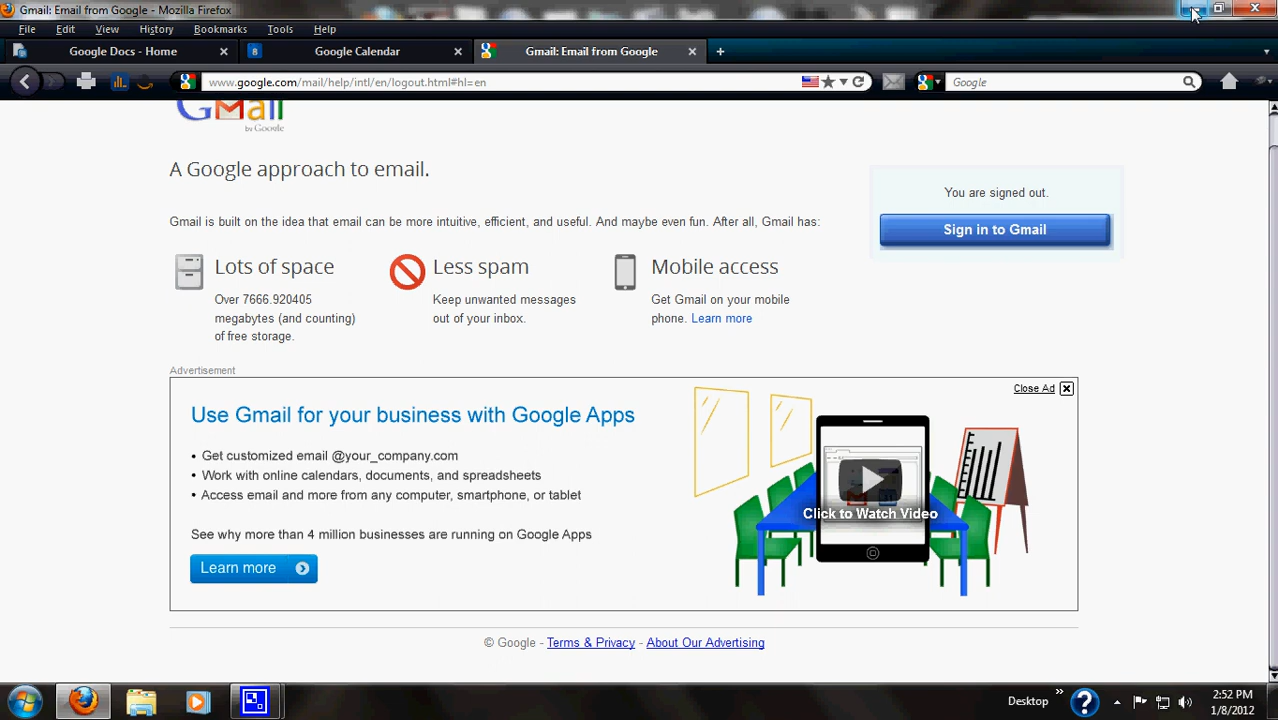 Gmail: Email from Google - Mozilla Firefox
File Edit View History Bookmarks Tools Help
Google Docs - Home
8 Google Calendar
Gmail: Email from Google
www.google.com/mail/help/intl/en/logout.html#hl=en
Google
Gmail
by Google
A Google approach to email.
Gmail is built on the idea that email can be more intuitive, efficient, and useful. And maybe even fun. After all, Gmail has:
Lots of space
Over 7666.920405
megabytes (and counting)
of free storage.
Less spam
Keep unwanted messages
out of your inbox.
Mobile access
Get Gmail on your mobile
phone. Learn more
You are signed out.
Sign in to Gmail
Advertisement
Close Ad
Use Gmail for your business with Google Apps
• Get customized email @your_company.com
• Work with online calendars, documents, and spreadsheets
• Access email and more from any computer, smartphone, or tablet
See why more than 4 million businesses are running on Google Apps
Learn more
Click to Watch Video
© Google - Terms & Privacy - About Our Advertising
Desktop »
2:52 PM
1/8/2012